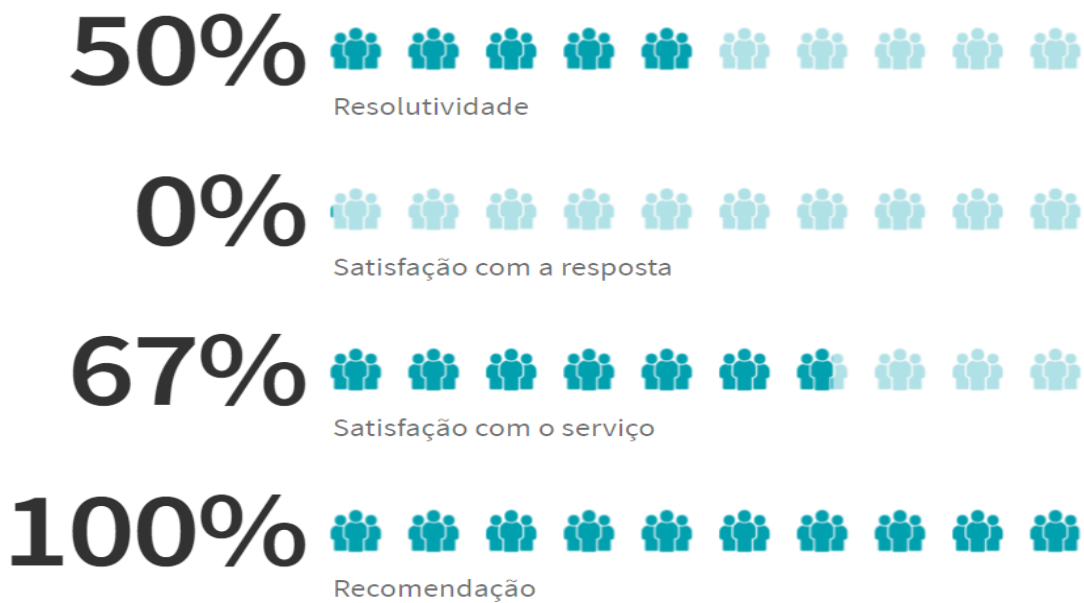 50%
Resolutividade
0%
Satisfação com a resposta
67%
Satisfação com o serviço
100%
Recomendação